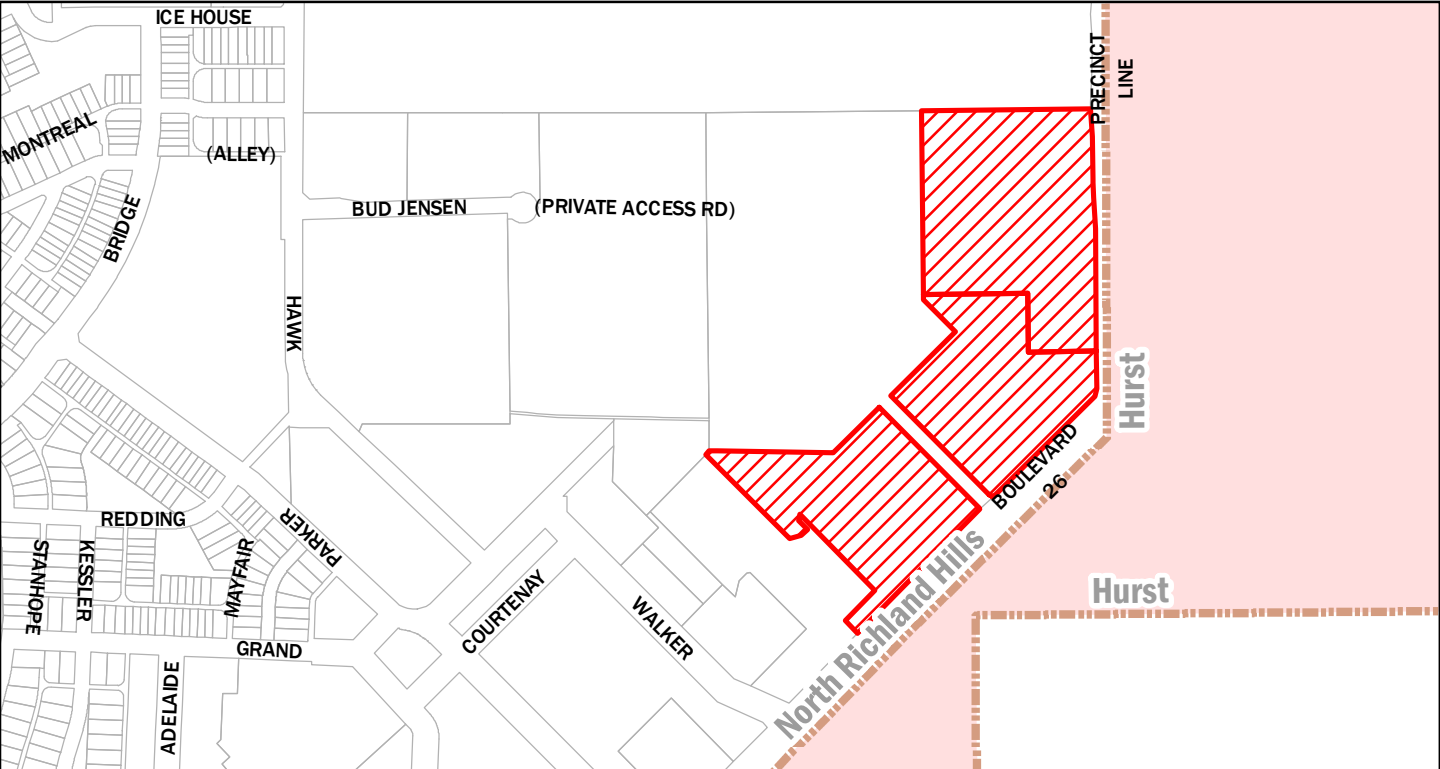 ICE HOUSE
PRECINCT
LINE
MONTREAL
(ALLEY)
BRIDGE
BUD JENSEN
(PRIVATE ACCESS RD)
HAWK
Hurst
BOULEVARD
26
REDDING
PARKER
STANHOPE
KESSLER
MAYFAIR
COURTENAY
WALKER
North Richland Hills
Hurst
GRAND
ADELAIDE